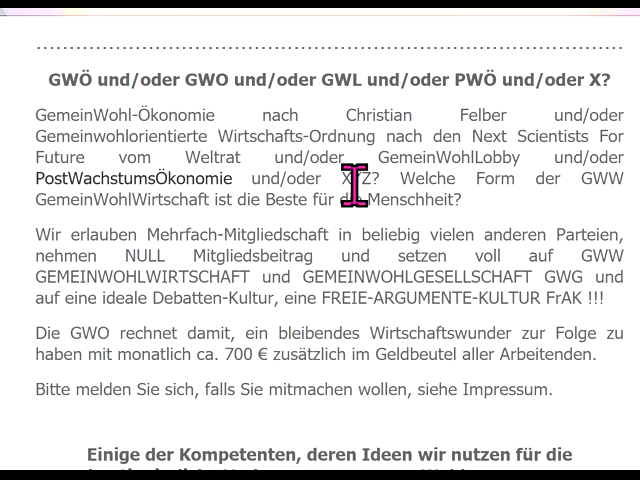 ................................................................................................
GWÖ und/oder GWO und/oder GWL und/oder PWÖ und/oder X?
GemeinWohl-Ökonomie nach Christian Felber und/oder
Gemeinwohlorientierte Wirtschafts-Ordnung nach den Next Scientists For
Future vom Weltrat und/oder GemeinWohlLobby und/oder
PostWachstumsÖkonomie und/oder XYZ? Welche Form der GWW
GemeinWohlWirtschaft ist die Beste für die Menschheit?
Wir erlauben Mehrfach-Mitgliedschaft in beliebig vielen anderen Parteien,
nehmen NULL Mitgliedsbeitrag und setzen voll auf GWW
GEMEINWOHLWIRTSCHAFT und GEMEINWOHLGESELLSCHAFT GWG und
auf eine ideale Debatten-Kultur, eine FREIE-ARGUMENTE-KULTUR FrAK !!!
Die GWO rechnet damit, ein bleibendes Wirtschaftswunder zur Folge zu
haben mit monatlich ca. 700 € zusätzlich im Geldbeutel aller Arbeitenden.
Bitte melden Sie sich, falls Sie mitmachen wollen, siehe Impressum.
Einige der Kompetenten, deren Ideen wir nutzen für die